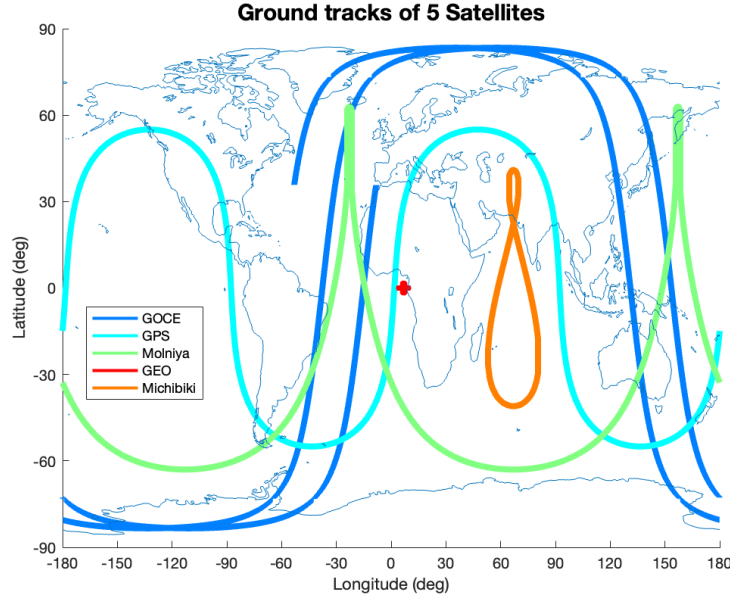 Ground tracks of 5 Satellites
90
60
30
0
-30
-60
-90
Latitude (deg)
GOCE
GPS
Molniya
GEO
Michibiki
-180 -150 -120 -90 -60 -30 0 30 60 90 120 150 180
Longitude (deg)